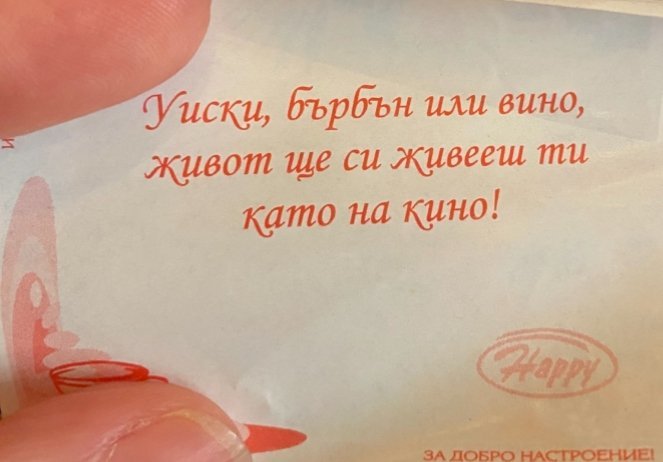 Уиски, бърбън или вино,
живот ще си живееш ти
като на кино!
Happy
ЗА ДОБРО НАСТРОЕНИЕ!